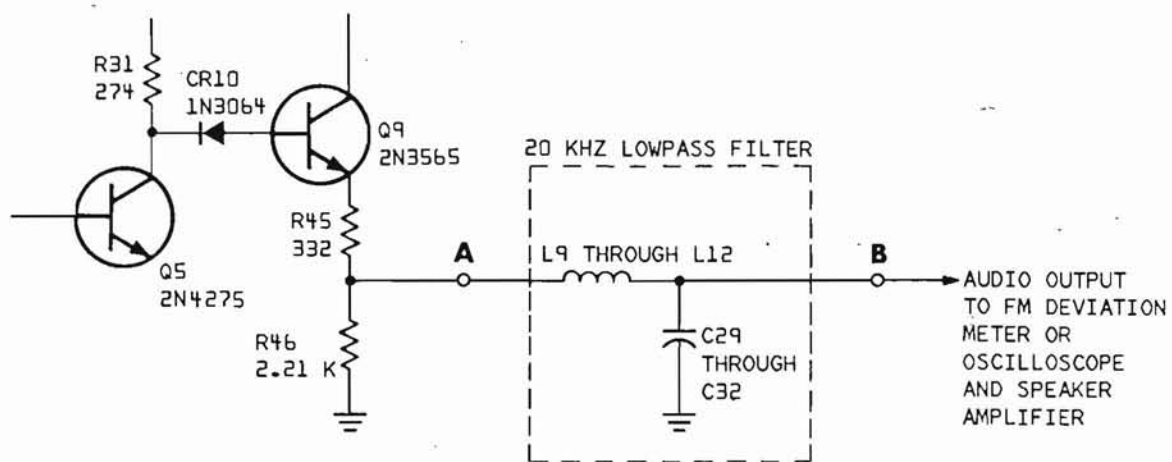 R31
274
CR10
1N3064
Q9
2N3565
Q5
2N4275
R45
332
R46
2.21 K
A
20 KHZ LOWPASS FILTER
L9 THROUGH L12
C29
THROUGH
C32
B
AUDIO OUTPUT
TO FM DEVIATION
METER OR
OSCILLOSCOPE
AND SPEAKER
AMPLIFIER